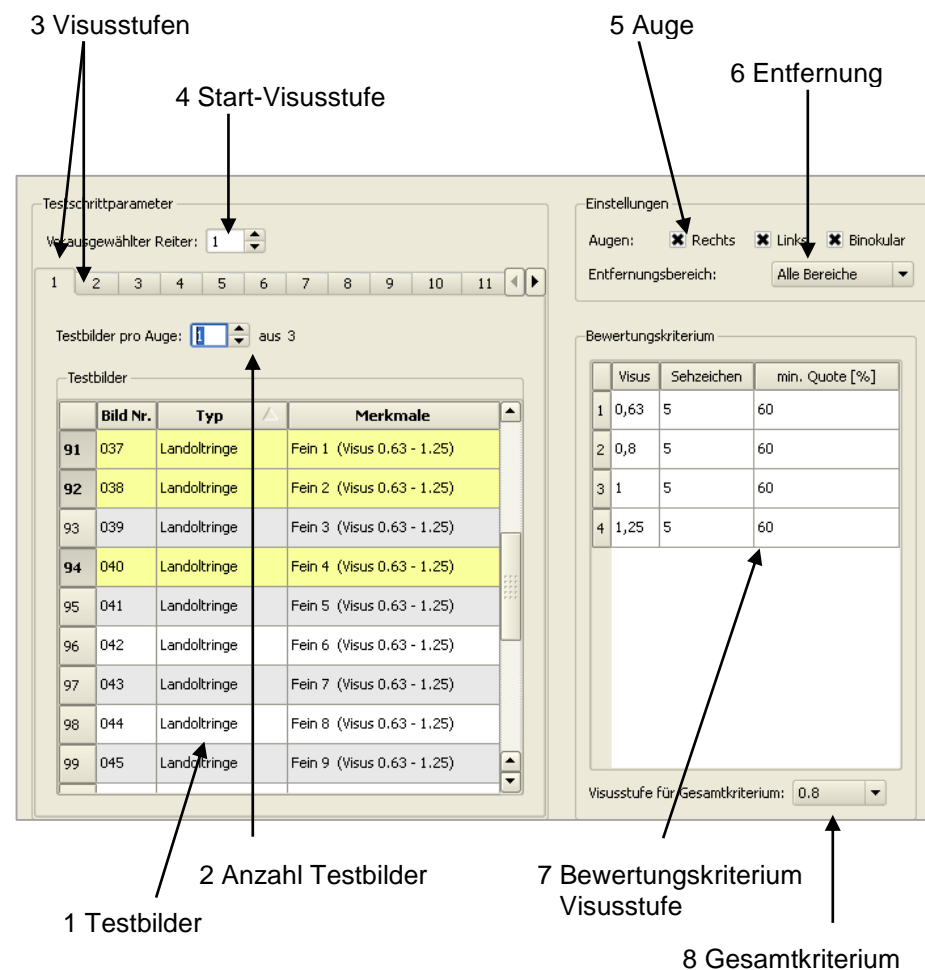 3 Visusstufen
5 Auge
6 Entfernung
4 Start-Visusstufe
Testschrittparameter
Vorausgewählter Reiter: 1
1 2 3 4 5 6 7 8 9 10 11
Testbilder pro Auge: 1 aus 3
Testbilder
Bild Nr. Typ Merkmale
91 037 Landoltringe Fein 1 (Visus 0.63 - 1.25)
92 038 Landoltringe Fein 2 (Visus 0.63 - 1.25)
93 039 Landoltringe Fein 3 (Visus 0.63 - 1.25)
94 040 Landoltringe Fein 4 (Visus 0.63 - 1.25)
95 041 Landoltringe Fein 5 (Visus 0.63 - 1.25)
96 042 Landoltringe Fein 6 (Visus 0.63 - 1.25)
97 043 Landoltringe Fein 7 (Visus 0.63 - 1.25)
98 044 Landoltringe Fein 8 (Visus 0.63 - 1.25)
99 045 Landoltringe Fein 9 (Visus 0.63 - 1.25)
Einstellungen
Augen: Rechts Links Binokular
Entfernungsbereich: Alle Bereiche
Bewertungskriterium
Visus Sehzeichen min. Quote [%]
1 0,63 5 60
2 0,8 5 60
3 1 5 60
4 1,25 5 60
Visusstufe für Gesamtkriterium: 0.8
2 Anzahl Testbilder
1 Testbilder
7 Bewertungskriterium
Visusstufe
8 Gesamtkriterium